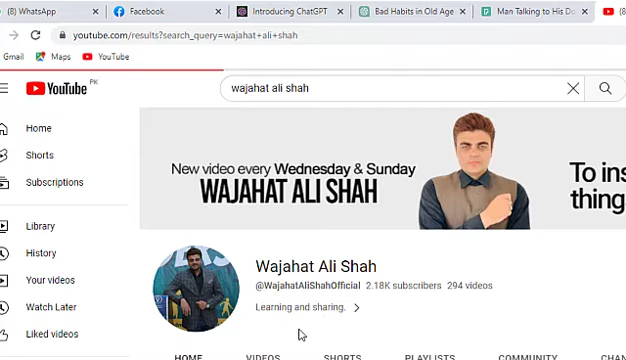 (8) WhatsApp
Facebook
Introducing ChatGPT
Bad Habits in Old Age
Man Talking to His Do
youtube.com/results?search_query=wajahat+ali+shah
Gmail
Maps
YouTube
YouTube PK
wajahat ali shah
Home
Shorts
Subscriptions
Library
History
Your videos
Watch Later
Liked videos
New video every Wednesday & Sunday
WAJAHAT ALI SHAH
To ins
thing
Wajahat Ali Shah
@WajahatAliShahOfficial 2.18K subscribers 294 videos
Learning and sharing.
HOME VIDEOS SHORTS PLAYLISTS COMMUNITY CHAN